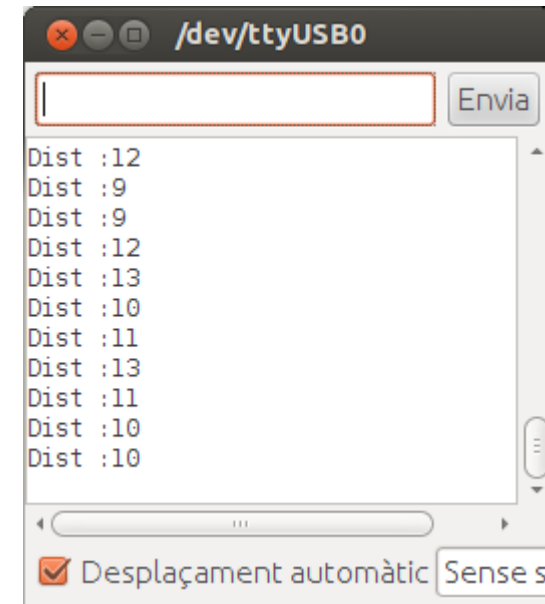 /dev/ttyUSB0
Envia
Dist :12
Dist :9
Dist :9
Dist :12
Dist :13
Dist :10
Dist :11
Dist :13
Dist :11
Dist :10
Dist :10
Desplaçament automàtic Sense s